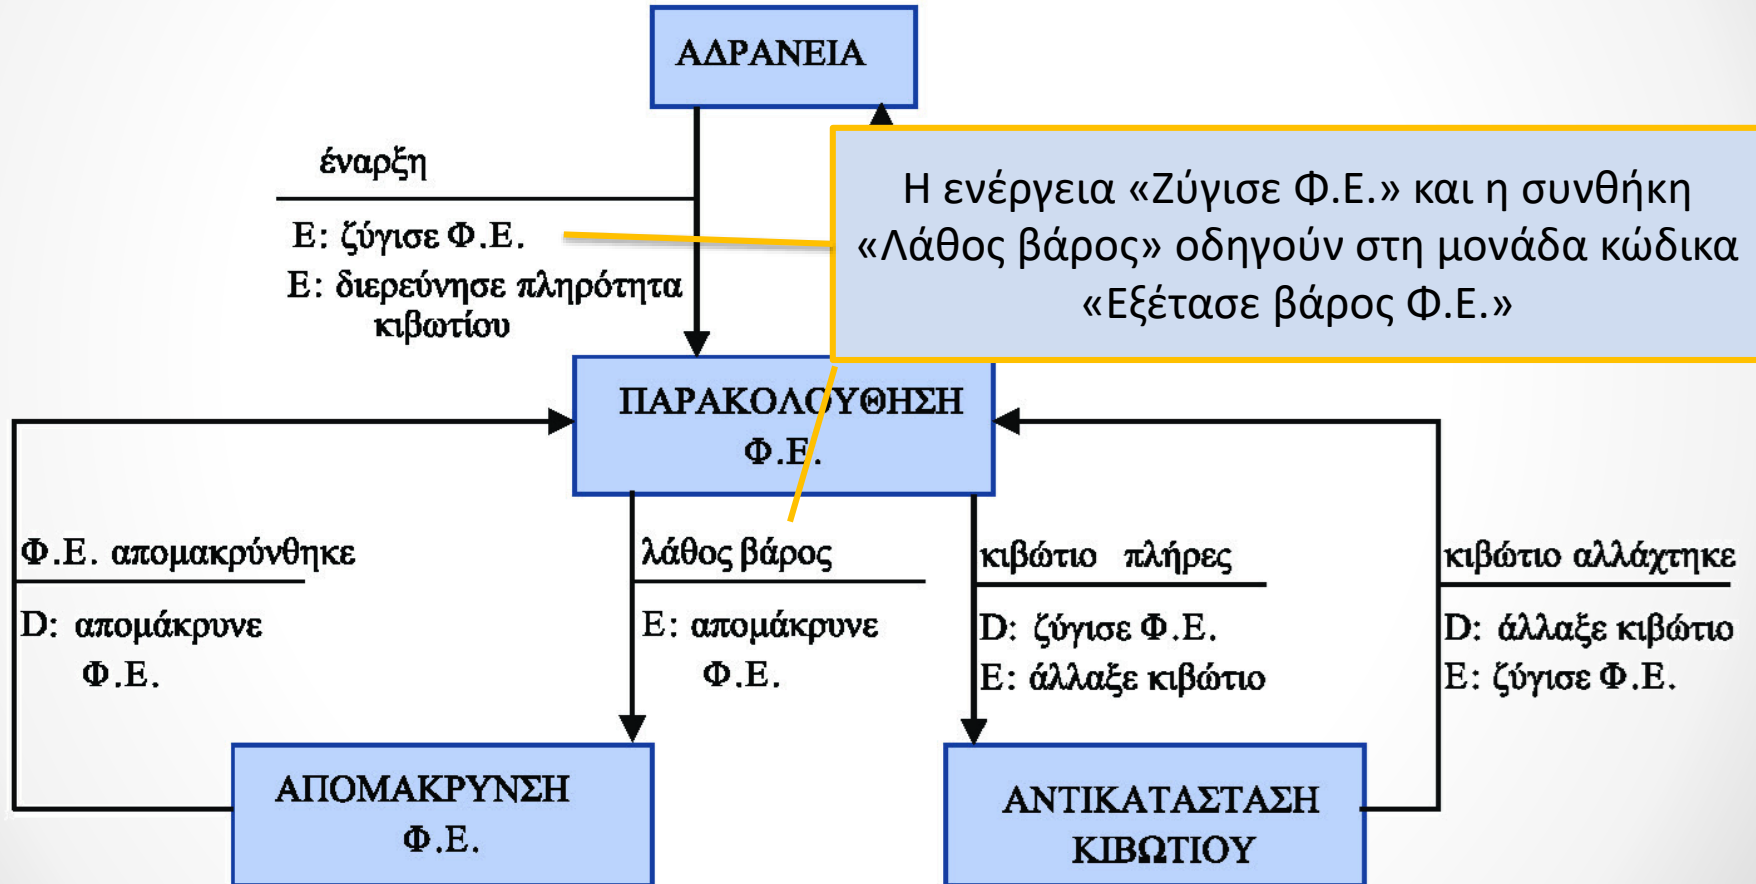 ΑΔΡΑΝΕΙΑ
έναρξη
E: ζύγισε Φ.Ε.
E: διερεύνησε πληρότητα
κιβωτίου
Η ενέργεια «Ζύγισε Φ.Ε.» και η συνθήκη
«Λάθος βάρος» οδηγούν στη μονάδα κώδικα
«Εξέτασε βάρος Φ.Ε.»
ΠΑΡΑΚΟΛΟΥΘΗΣΗ
Φ.Ε.
Φ.Ε. απομακρύνθηκε
D: απομάκρυνε
Φ.Ε.
λάθος βάρος
E: απομάκρυνε
Φ.Ε.
κιβώτιο πλήρες
D: ζύγισε Φ.Ε.
E: άλλαξε κιβώτιο
κιβώτιο αλλάχτηκε
D: άλλαξε κιβώτιο
E: ζύγισε Φ.Ε.
ΑΠΟΜΑΚΡΥΝΣΗ
Φ.Ε.
ΑΝΤΙΚΑΤΑΣΤΑΣΗ
ΚΙΒΩΤΙΟΥ